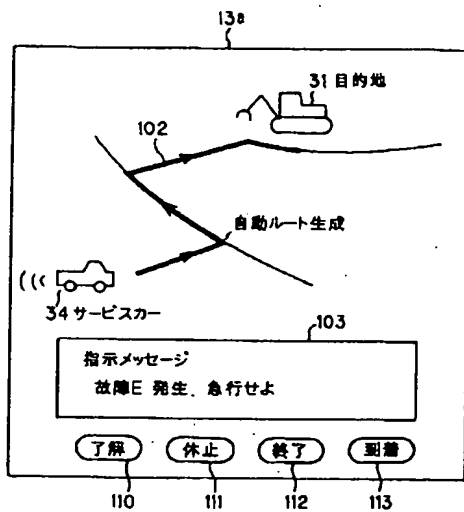 13a
31 目的地
102
自動ルート生成
34 サービスカー
103
指示メッセージ
故障E 発生、急行せよ
了解 休止 終了 到着
110 111 112 113